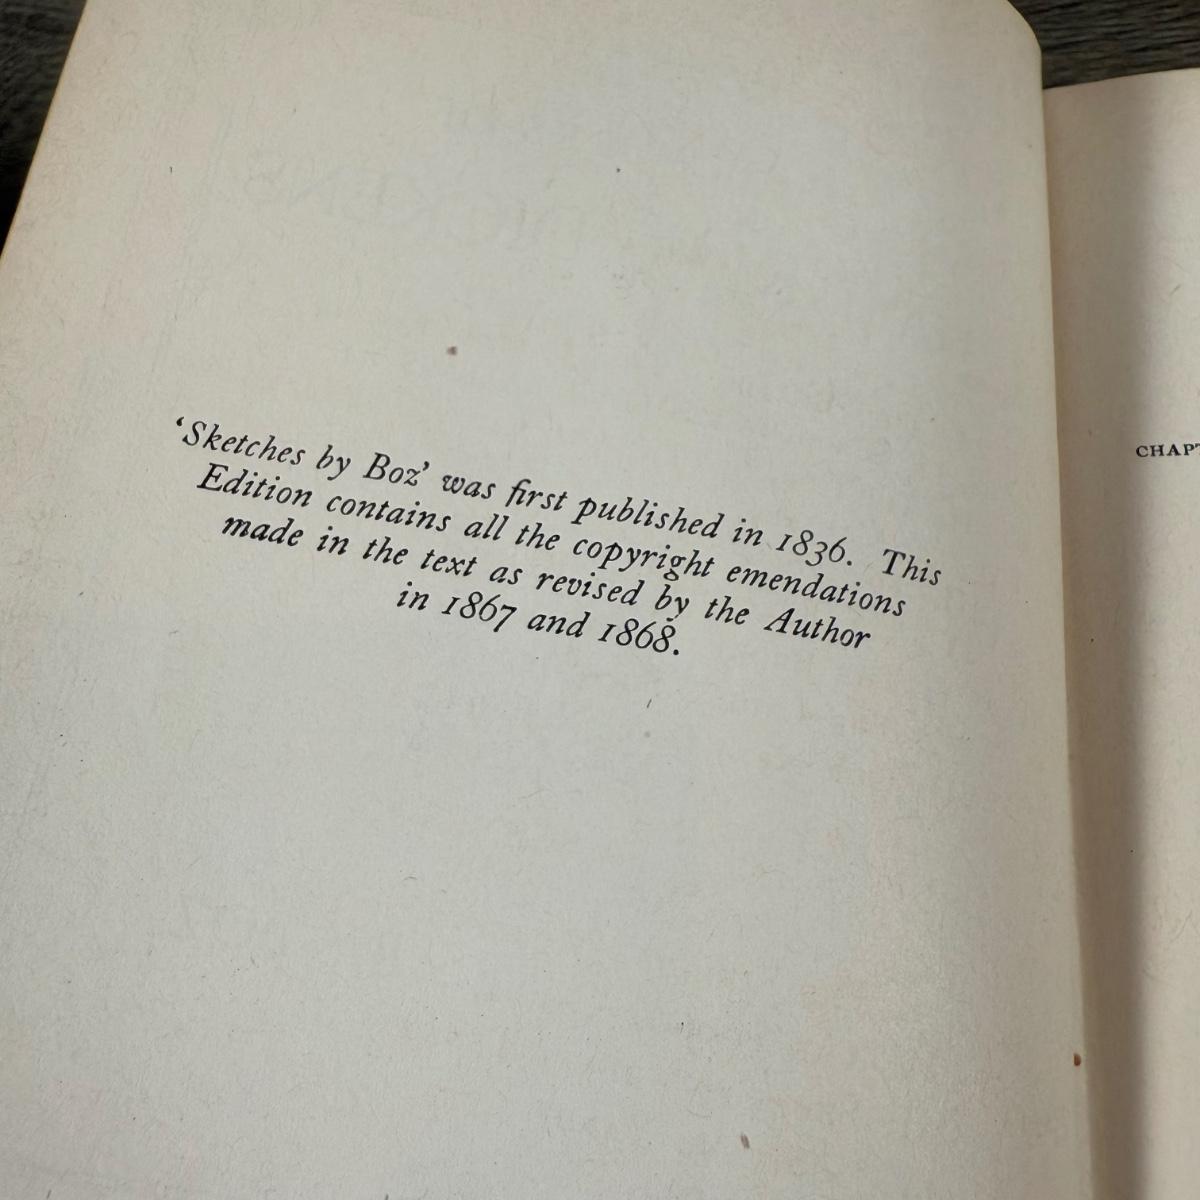 ‘Sketches by Boz’ was first published in 1836. This
Edition contains all the copyright emendations
made in the text as revised by the Author
in 1867 and 1868.
CHAPT